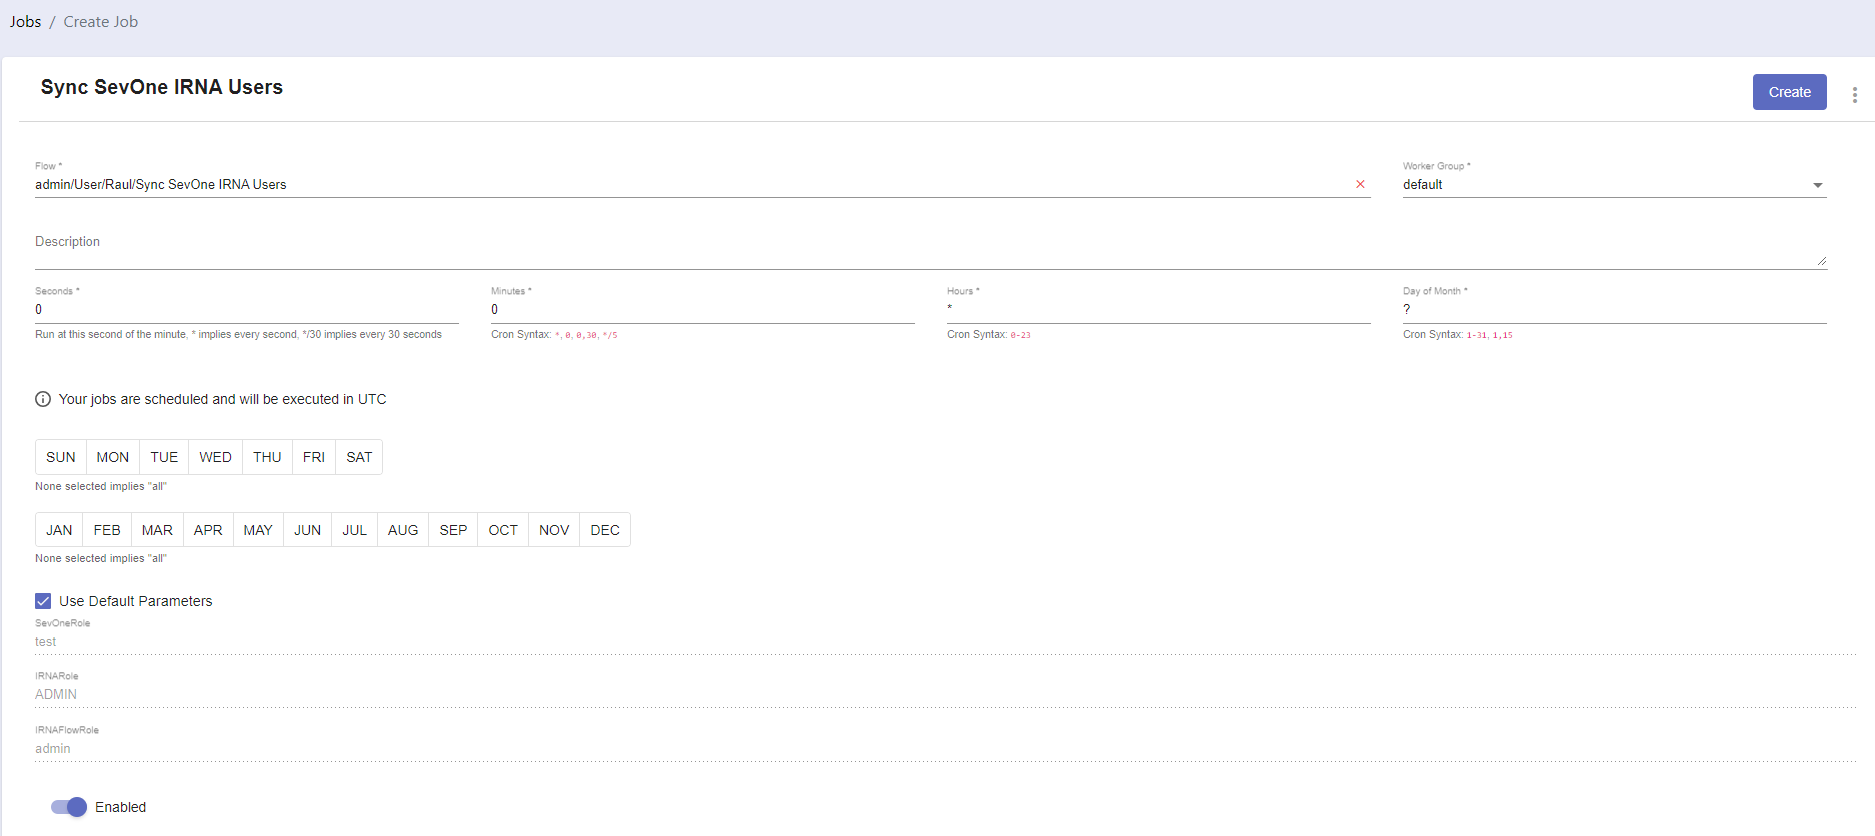 Jobs / Create Job
Sync SevOne IRNA Users
Create
Flow *
Worker Group *
admin/User/Raul/Sync SevOne IRNA Users
default
Description
Seconds *
Minutes *
Hours *
Day of Month *
0
0
*
?
Run at this second of the minute, * implies every second, */30 implies every 30 seconds
Cron Syntax: *, 0, 0,30, */5
Cron Syntax: 0-23
Cron Syntax: 1-31, 1,15
Your jobs are scheduled and will be executed in UTC
SUN MON TUE WED THU FRI SAT
None selected implies "all"
JAN FEB MAR APR MAY JUN JUL AUG SEP OCT NOV DEC
None selected implies "all"
Use Default Parameters
SevOneRole
test
IRNARole
ADMIN
IRNAFlowRole
admin
Enabled